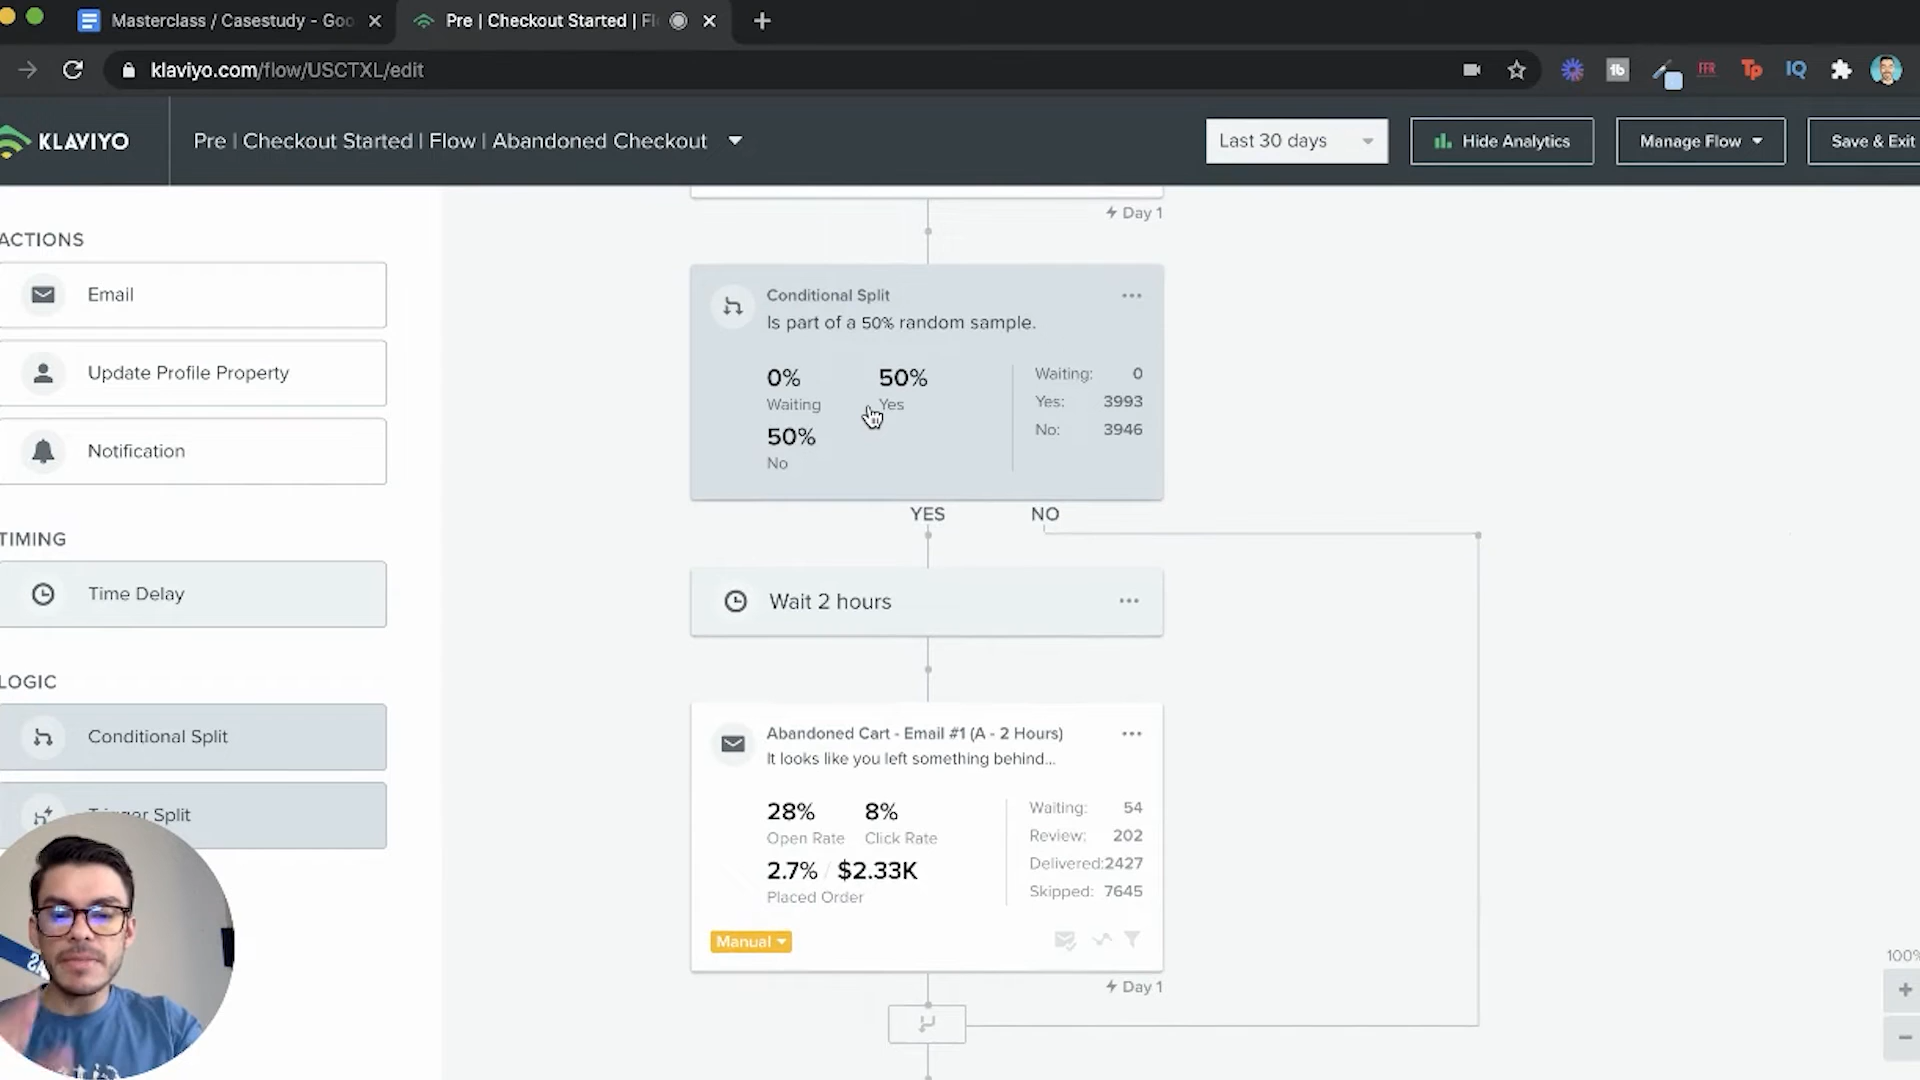 Masterclass / Casestudy - Goo
Pre | Checkout Started | Fl
klaviyo.com/flow/USCTXL/edit
tb
FFR
Tp
IQ
KLAVIYO
Pre | Checkout Started | Flow | Abandoned Checkout
Last 30 days
Hide Analytics
Manage Flow
Save & Exit
ACTIONS
Email
Update Profile Property
Notification
TIMING
Time Delay
LOGIC
Conditional Split
Trigger Split
Day 1
Conditional Split
Is part of a 50% random sample.
0%
Waiting
50%
Yes
50%
No
Waiting: 0
Yes: 3993
No: 3946
YES
NO
Wait 2 hours
Abandoned Cart - Email #1 (A - 2 Hours)
It looks like you left something behind...
28%
Open Rate
8%
Click Rate
2.7% / $2.33K
Placed Order
Waiting: 54
Review: 202
Delivered:2427
Skipped: 7645
Manual
Day 1
100%